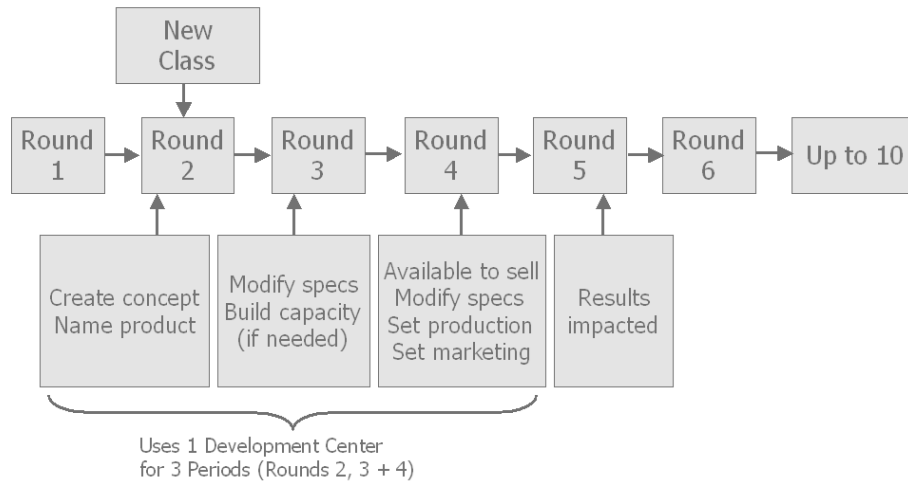 New
Class
Round
1
Round
2
Round
3
Round
4
Round
5
Round
6
Up to 10
Create concept
Name product
Modify specs
Build capacity
(if needed)
Available to sell
Modify specs
Set production
Set marketing
Results
impacted
Uses 1 Development Center
for 3 Periods (Rounds 2, 3 + 4)